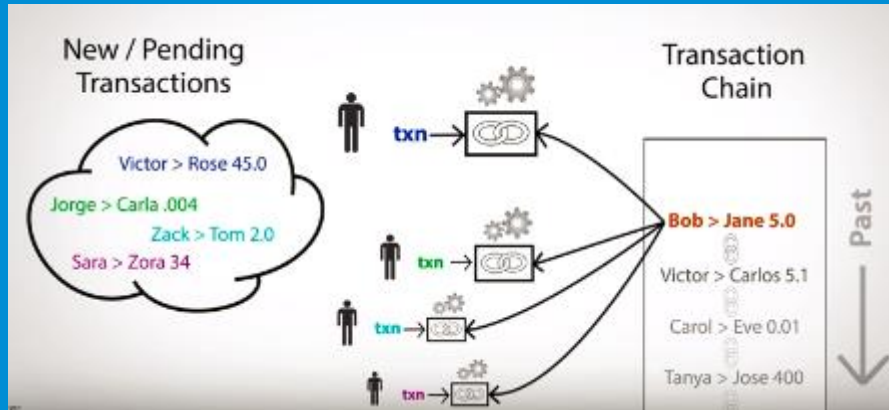 New / Pending
Transactions
Victor > Rose 45.0
Jorge > Carla .004
Zack > Tom 2.0
Sara > Zora 34
txn
txn
txn
txn
Transaction
Chain
Bob > Jane 5.0
Victor > Carlos 5.1
Carol > Eve 0.01
Tanya > Jose 400
Past